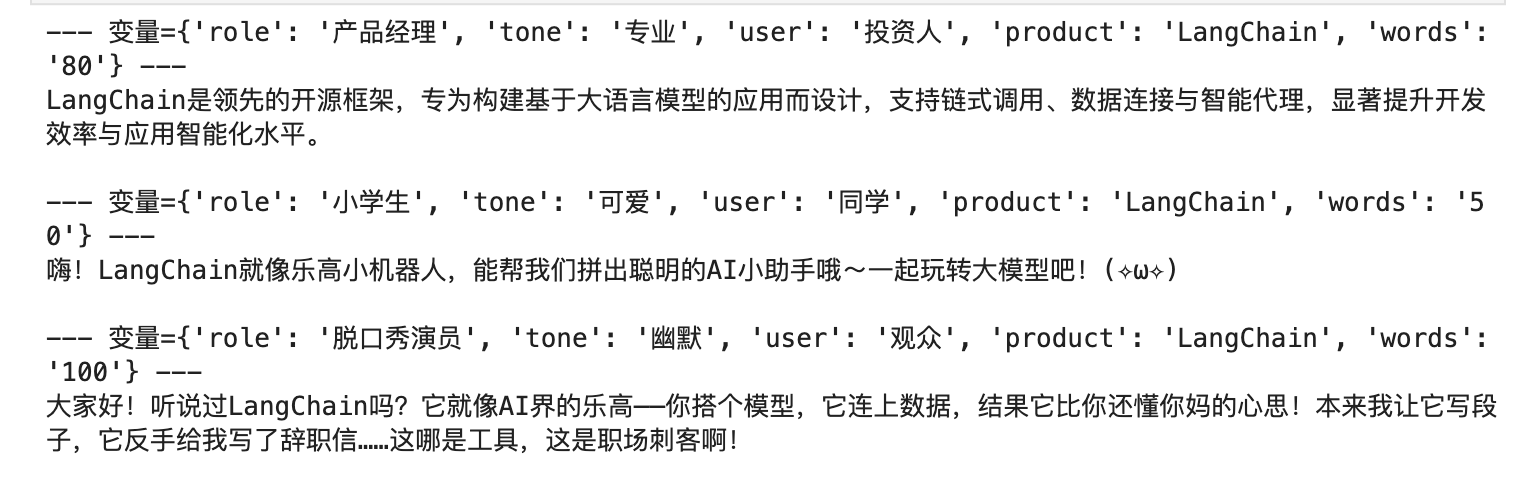 --- 变量={'role': '产品经理', 'tone': '专业', 'user': '投资人', 'product': 'LangChain', 'words':
'80'} ---
LangChain是领先的开源框架，专为构建基于大语言模型的应用而设计，支持链式调用、数据连接与智能代理，显著提升开发
效率与应用智能化水平。
--- 变量={'role': '小学生', 'tone': '可爱', 'user': '同学', 'product': 'LangChain', 'words': '5
0'} ---
嗨！LangChain就像乐高小机器人，能帮我们拼出聪明的AI小助手哦～一起玩转大模型吧！(✧ω✧)
--- 变量={'role': '脱口秀演员', 'tone': '幽默', 'user': '观众', 'product': 'LangChain', 'words':
'100'} ---
大家好！听说过LangChain吗？它就像AI界的乐高——你搭个模型，它连上数据，结果它比你还懂你妈的心思！本来我让它写段
子，它反手给我写了辞职信……这哪是工具，这是职场刺客啊！